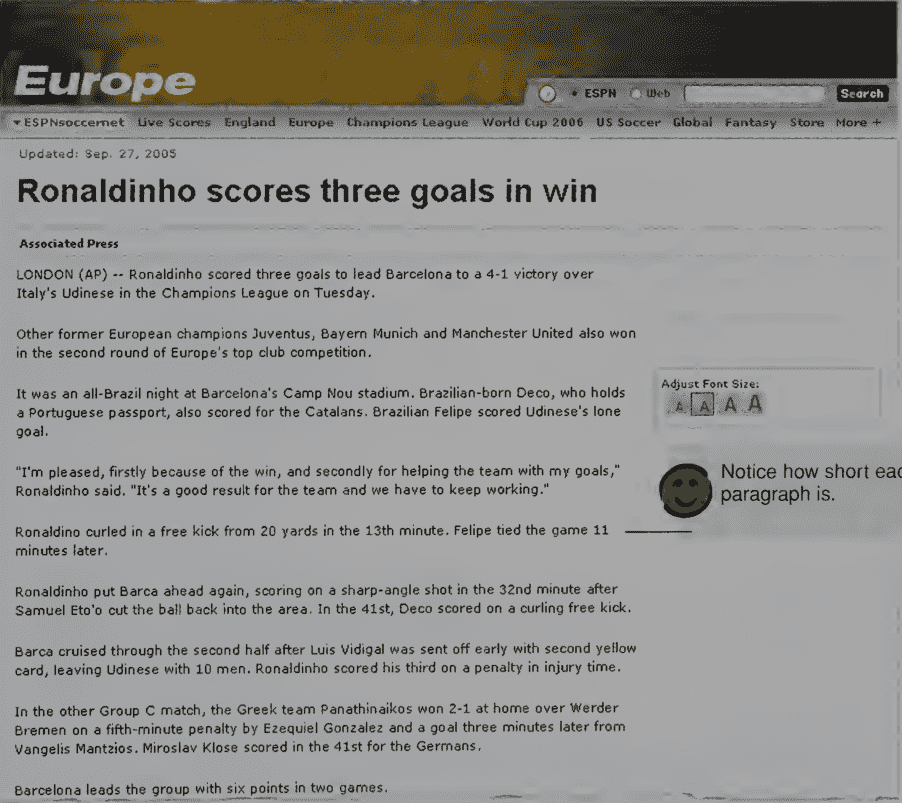 Europe
ESPN Web Search
ESPNsoccernet Live Scores England Europe Champions League World Cup 2006 US Soccer Global Fantasy Store More +
Updated: Sep. 27, 2005
Ronaldinho scores three goals in win
Associated Press
LONDON (AP) -- Ronaldinho scored three goals to lead Barcelona to a 4-1 victory over
Italy's Udinese in the Champions League on Tuesday.
Other former European champions Juventus, Bayern Munich and Manchester United also won
in the second round of Europe's top club competition.
It was an all-Brazil night at Barcelona's Camp Nou stadium. Brazilian-born Deco, who holds
a Portuguese passport, also scored for the Catalans. Brazilian Felipe scored Udinese's lone
goal.
"I'm pleased, firstly because of the win, and secondly for helping the team with my goals,"
Ronaldinho said. "It's a good result for the team and we have to keep working."
Ronaldino curled in a free kick from 20 yards in the 13th minute. Felipe tied the game 11
minutes later.
Ronaldinho put Barca ahead again, scoring on a sharp-angle shot in the 32nd minute after
Samuel Eto'o cut the ball back into the area. In the 41st, Deco scored on a curling free kick.
Barca cruised through the second half after Luis Vidigal was sent off early with second yellow
card, leaving Udinese with 10 men. Ronaldinho scored his third on a penalty in injury time.
In the other Group C match, the Greek team Panathinaikos won 2-1 at home over Werder
Bremen on a fifth-minute penalty by Ezequiel Gonzalez and a goal three minutes later from
Vangelis Mantzios. Miroslav Klose scored in the 41st for the Germans.
Barcelona leads the group with six points in two games.
Adjust Font Size:
A A A A
Notice how short eac
paragraph is.